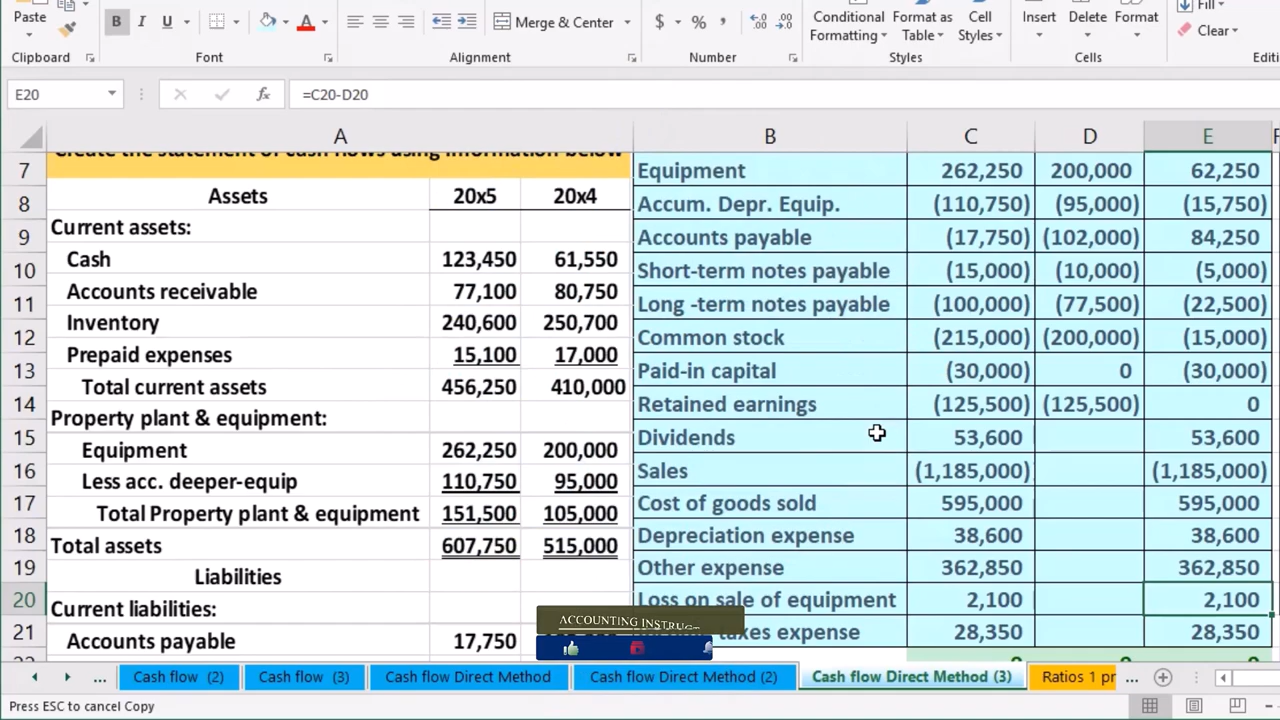 Paste
B I U A
Merge & Center
$ % ,
Conditional Formatting
Format as Table
Cell Styles
Insert Delete Format
Fill
Clear
Clipboard Font Alignment Number Styles Cells
E20 fx =C20-D20
A B C D E
Create the statement of cash flows using information below
7 Equipment 262,250 200,000 62,250
8 Assets 20x5 20x4 Accum. Depr. Equip. (110,750) (95,000) (15,750)
9 Current assets: Accounts payable (17,750) (102,000) 84,250
10 Cash 123,450 61,550 Short-term notes payable (15,000) (10,000) (5,000)
11 Accounts receivable 77,100 80,750 Long -term notes payable (100,000) (77,500) (22,500)
12 Inventory 240,600 250,700 Common stock (215,000) (200,000) (15,000)
13 Prepaid expenses 15,100 17,000 Paid-in capital (30,000) 0 (30,000)
14 Total current assets 456,250 410,000 Retained earnings (125,500) (125,500) 0
15 Property plant & equipment: Dividends 53,600 53,600
16 Equipment 262,250 200,000 Sales (1,185,000) (1,185,000)
17 Less acc. deeper-equip 110,750 95,000 Cost of goods sold 595,000 595,000
18 Total Property plant & equipment 151,500 105,000 Depreciation expense 38,600 38,600
19 Total assets 607,750 515,000 Other expense 362,850 362,850
20 Liabilities Loss on sale of equipment 2,100 2,100
21 Current liabilities: taxes expense 28,350 28,350
Accounts payable 17,750
ACCOUNTING
... Cash flow (2) Cash flow (3) Cash flow Direct Method Cash flow Direct Method (2) Cash flow Direct Method (3) Ratios 1 pr ...
Press ESC to cancel Copy